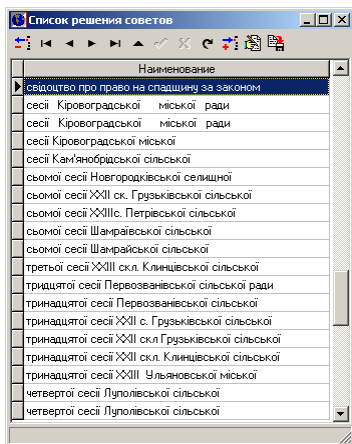 Список решения советов
Наименование
свідоцтво про право на спадщину за законом
сесії Кіровоградської міської ради
сесії Кіровоградської міської ради
сесії Кіровоградської міської
сесії Кам'янобрідської сільської
сьомої сесії Новгородківської селищної
сьомої сесії XXII ск. Грузьківської сільської
сьомої сесії XXIIIс. Петрівської сільської
сьомої сесії Шамраївської сільської
сьомої сесії Шамрайської сільської
третьої сесії XXIII скл. Клинцівської сільської
тридцятої сесії Первозванівської сільської ради
тринадцятої сесії Первозванівської сільської
тринадцятої сесії XXII с. Грузьківської сільської
тринадцятої сесії XXII скл Грузьківської сільської
тринадцятої сесії XXII скл. Клинцівської сільської
тринадцятої сесії XXIII Ульяновської міської
четвертої сесії Луполівської сільської
четвертої сесії Луполівської сільської